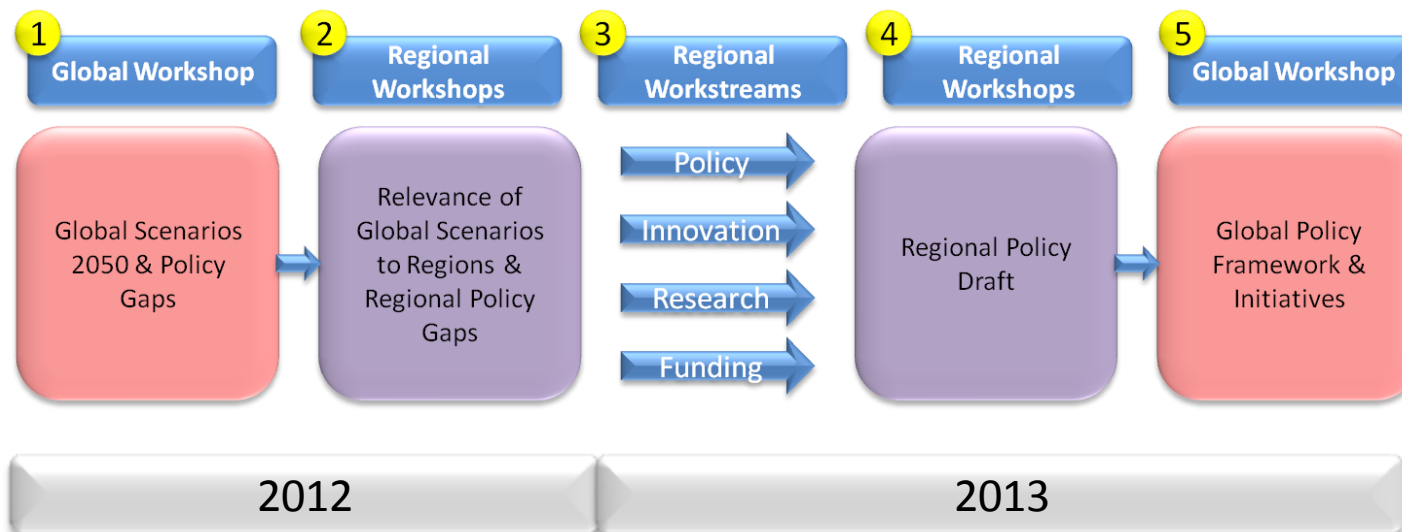 1
Global Workshop
2
Regional
Workshops
3
Regional
Workstreams
4
Regional
Workshops
5
Global Workshop
Global Scenarios
2050 & Policy
Gaps
Relevance of
Global Scenarios
to Regions &
Regional Policy
Gaps
Policy
Innovation
Research
Funding
Regional Policy
Draft
Global Policy
Framework &
Initiatives
2012
2013